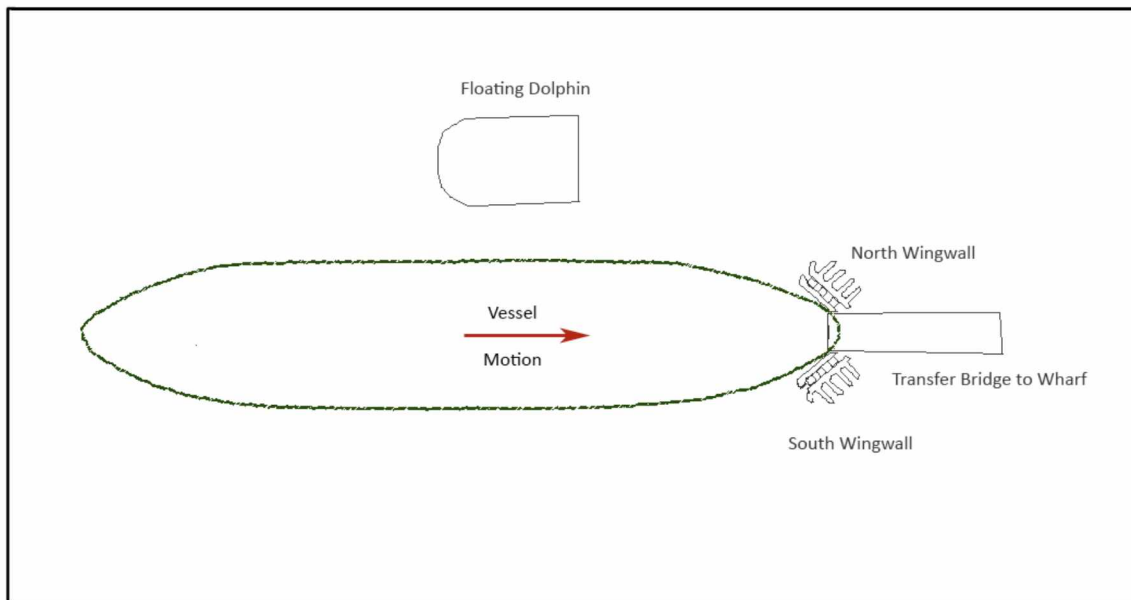 Floating Dolphin
North Wingwall
Vessel
Motion
Transfer Bridge to Wharf
South Wingwall